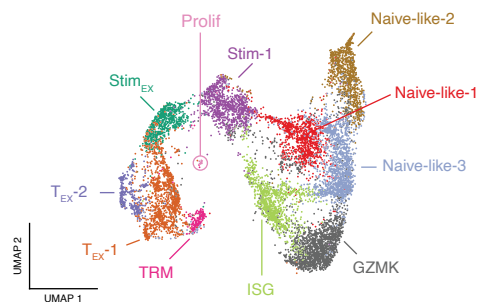 Prolif
Naive-like-2
Stim-1
StimEX
Naive-like-1
Naive-like-3
TEX-2
TEX-1
TRM
ISG
GZMK
UMAP 2
UMAP 1